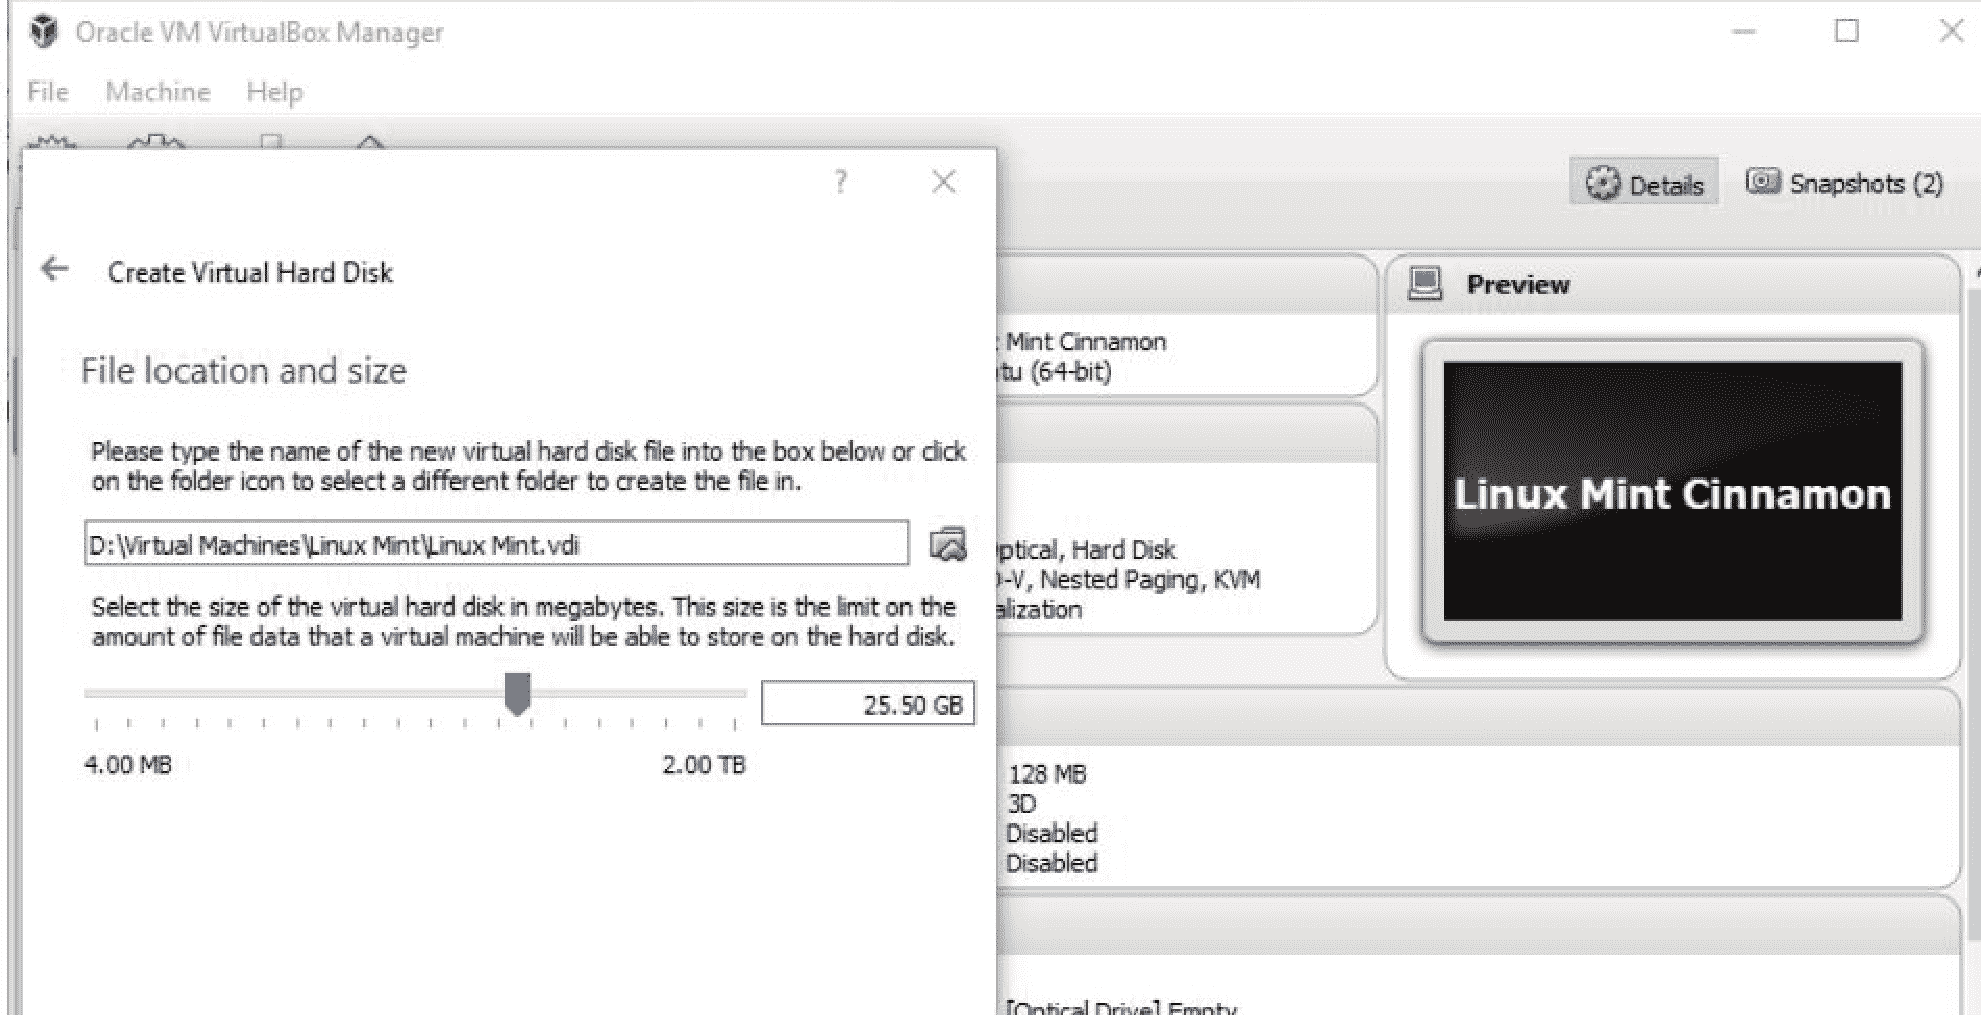 Oracle VM VirtualBox Manager
File Machine Help
Details Snapshots (2)
?
Create Virtual Hard Disk
File location and size
Please type the name of the new virtual hard disk file into the box below or click
on the folder icon to select a different folder to create the file in.
D:\Virtual Machines\Linux Mint\Linux Mint.vdi
Select the size of the virtual hard disk in megabytes. This size is the limit on the
amount of file data that a virtual machine will be able to store on the hard disk.
25.50 GB
4.00 MB 2.00 TB
Mint Cinnamon
tu (64-bit)
ptical, Hard Disk
-V, Nested Paging, KVM
alization
Preview
Linux Mint Cinnamon
128 MB
3D
Disabled
Disabled
[Optical Drive] Empty